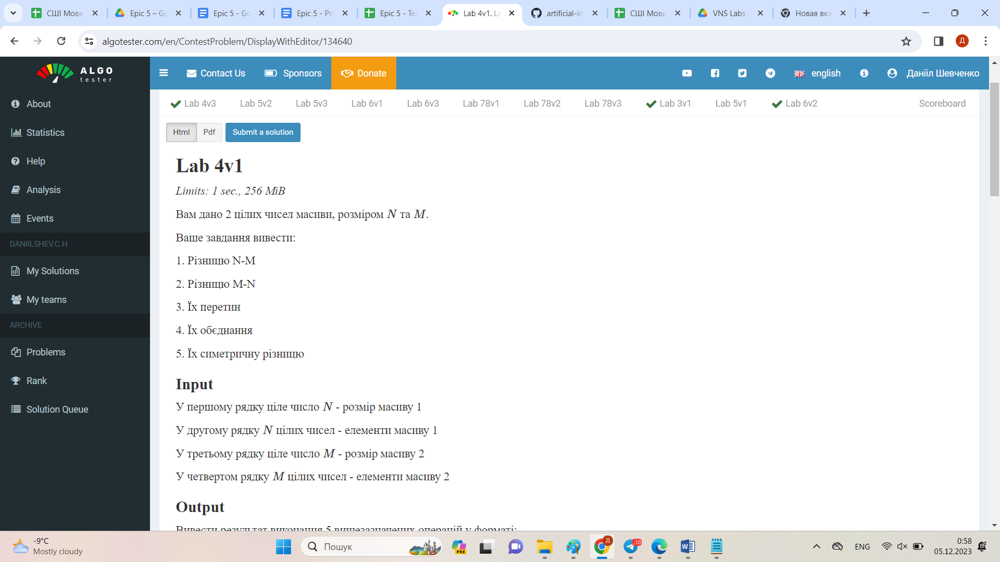 СШІ Мови
Epic 5 – Go
Epic 5 - Go
Epic 5 - Pra
Epic 5 - Tea
Lab 4v1. La
artificial-in
СШІ Мови
VNS Labs -
Новая вкл
algotester.com/en/ContestProblem/DisplayWithEditor/134640
Д
ALGO
tester
Contact Us
Sponsors
Donate
english
Данііл Шевченко
About
Statistics
Help
Analysis
Events
DANIILSHEV.C.H
My Solutions
My teams
ARCHIVE
Problems
Rank
Solution Queue
Lab 4v3 Lab 5v2 Lab 5v3 Lab 6v1 Lab 6v3 Lab 78v1 Lab 78v2 Lab 78v3 Lab 3v1 Lab 5v1 Lab 6v2 Scoreboard
Html Pdf Submit a solution
Lab 4v1
Limits: 1 sec., 256 MiB
Вам дано 2 цілих чисел масиви, розміром N та M.
Ваше завдання вивести:
1. Різницю N-M
2. Різницю M-N
3. Їх перетин
4. Їх обєднання
5. Їх симетричну різницю
Input
У першому рядку ціле число N - розмір масиву 1
У другому рядку N цілих чисел - елементи масиву 1
У третьому рядку ціле число M - розмір масиву 2
У четвертом рядку M цілих чисел - елементи масиву 2
Output
Вивести результат виконання 5 вищезазначених операцій у форматі:
-9°C
Mostly cloudy
Пошук
PRE
Д
.10
ENG
0:58
05.12.2023